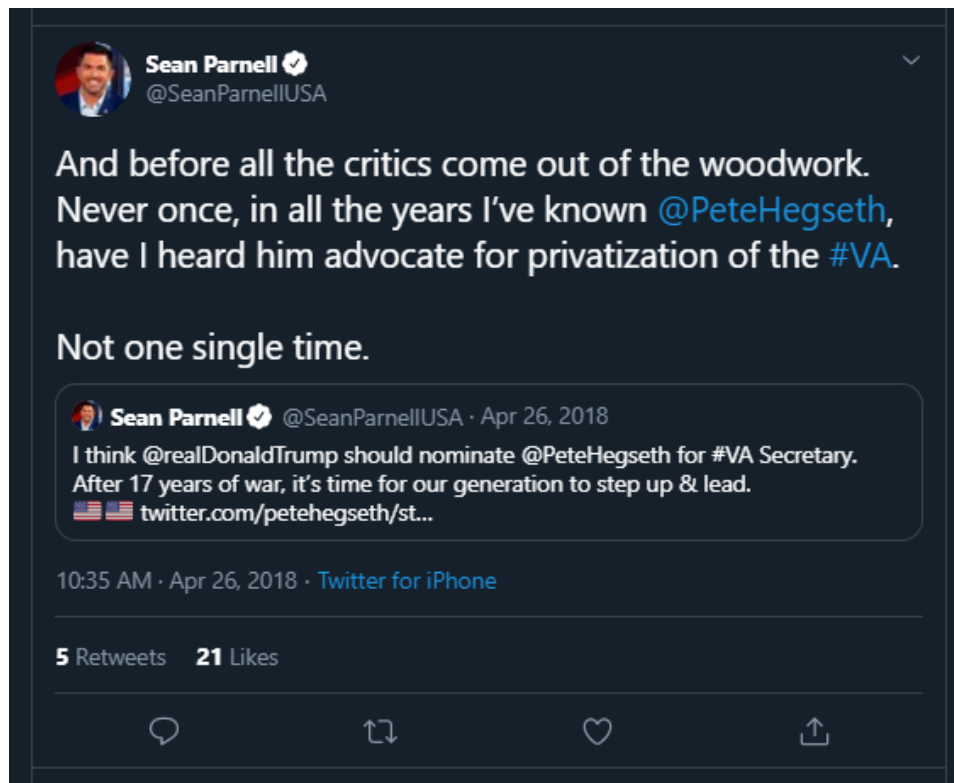 Sean Parnell
@SeanParnellUSA
And before all the critics come out of the woodwork.
Never once, in all the years I’ve known @PeteHegseth,
have I heard him advocate for privatization of the #VA.
Not one single time.
Sean Parnell @SeanParnellUSA · Apr 26, 2018
I think @realDonaldTrump should nominate @PeteHegseth for #VA Secretary.
After 17 years of war, it’s time for our generation to step up & lead.
🇺🇸🇺🇸 twitter.com/petehegseth/st...
10:35 AM · Apr 26, 2018 · Twitter for iPhone
5 Retweets 21 Likes